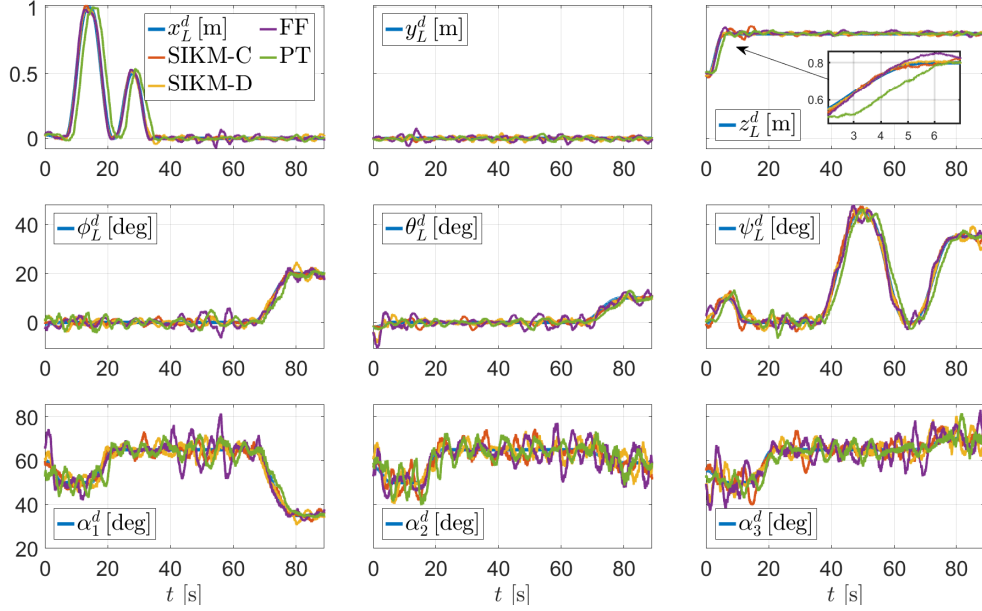 1
0.5
0
x_L^d [m]
FF
SIKM-C
PT
SIKM-D
0 20 40 60 80
y_L^d [m]
0 20 40 60 80
0.8
0.6
3 4 5 6
z_L^d [m]
0 20 40 60 80
40
20
0
ϕ_L^d [deg]
0 20 40 60 80
θ_L^d [deg]
0 20 40 60 80
ψ_L^d [deg]
0 20 40 60 80
80
60
40
20
α_1^d [deg]
0 20 40 60 80
t [s]
α_2^d [deg]
0 20 40 60 80
t [s]
α_3^d [deg]
0 20 40 60 80
t [s]